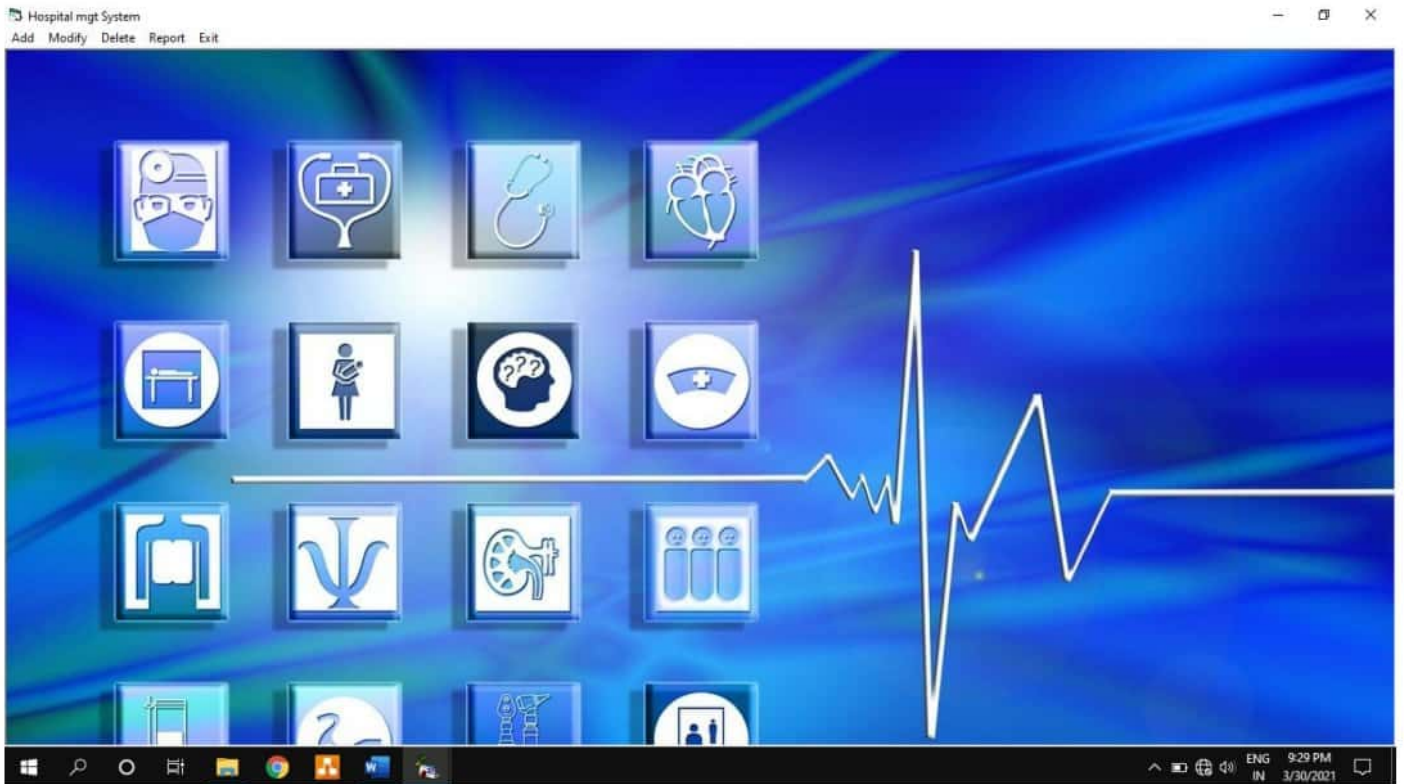 Hospital mgt System
Add Modify Delete Report Exit
???
ENG 9:29 PM
IN 3/30/2021